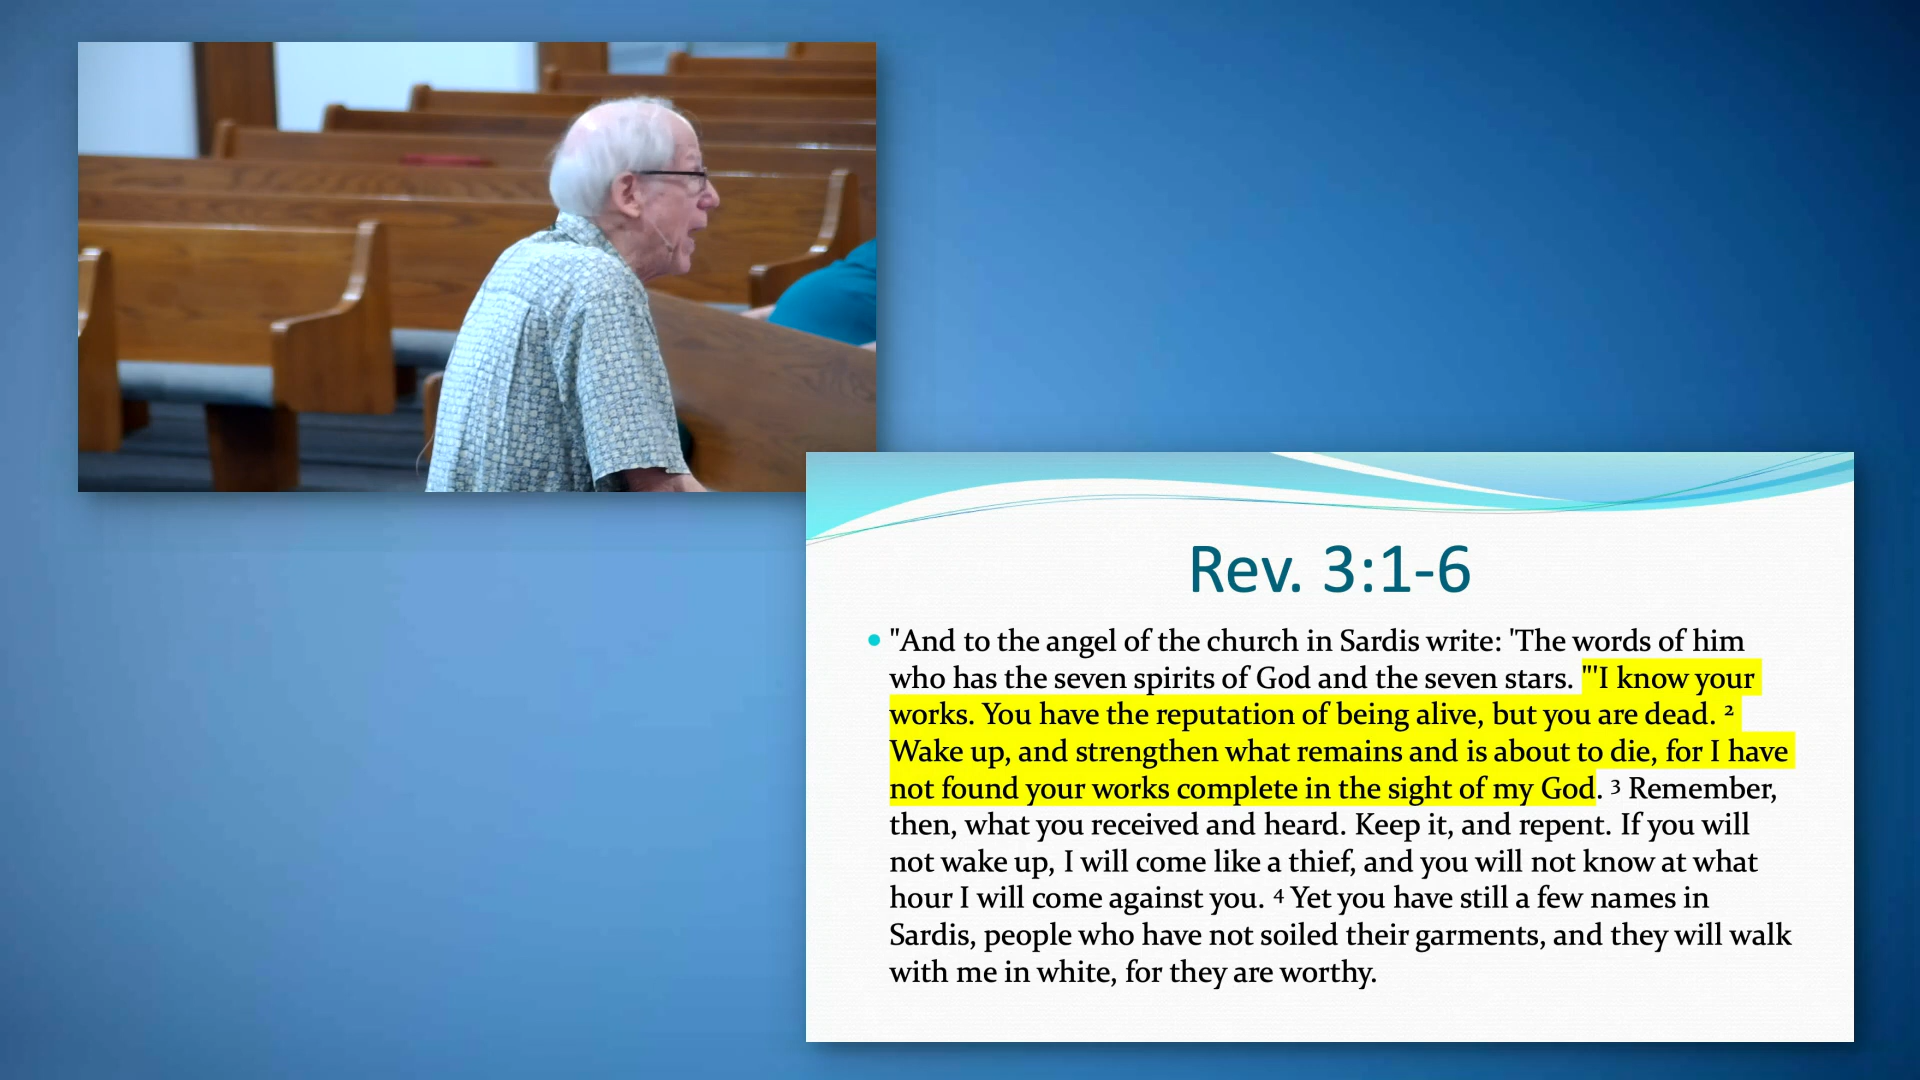 Rev. 3:1-6
• "And to the angel of the church in Sardis write: 'The words of him
who has the seven spirits of God and the seven stars. "'I know your
works. You have the reputation of being alive, but you are dead. ²
Wake up, and strengthen what remains and is about to die, for I have
not found your works complete in the sight of my God. ³ Remember,
then, what you received and heard. Keep it, and repent. If you will
not wake up, I will come like a thief, and you will not know at what
hour I will come against you. ⁴ Yet you have still a few names in
Sardis, people who have not soiled their garments, and they will walk
with me in white, for they are worthy.